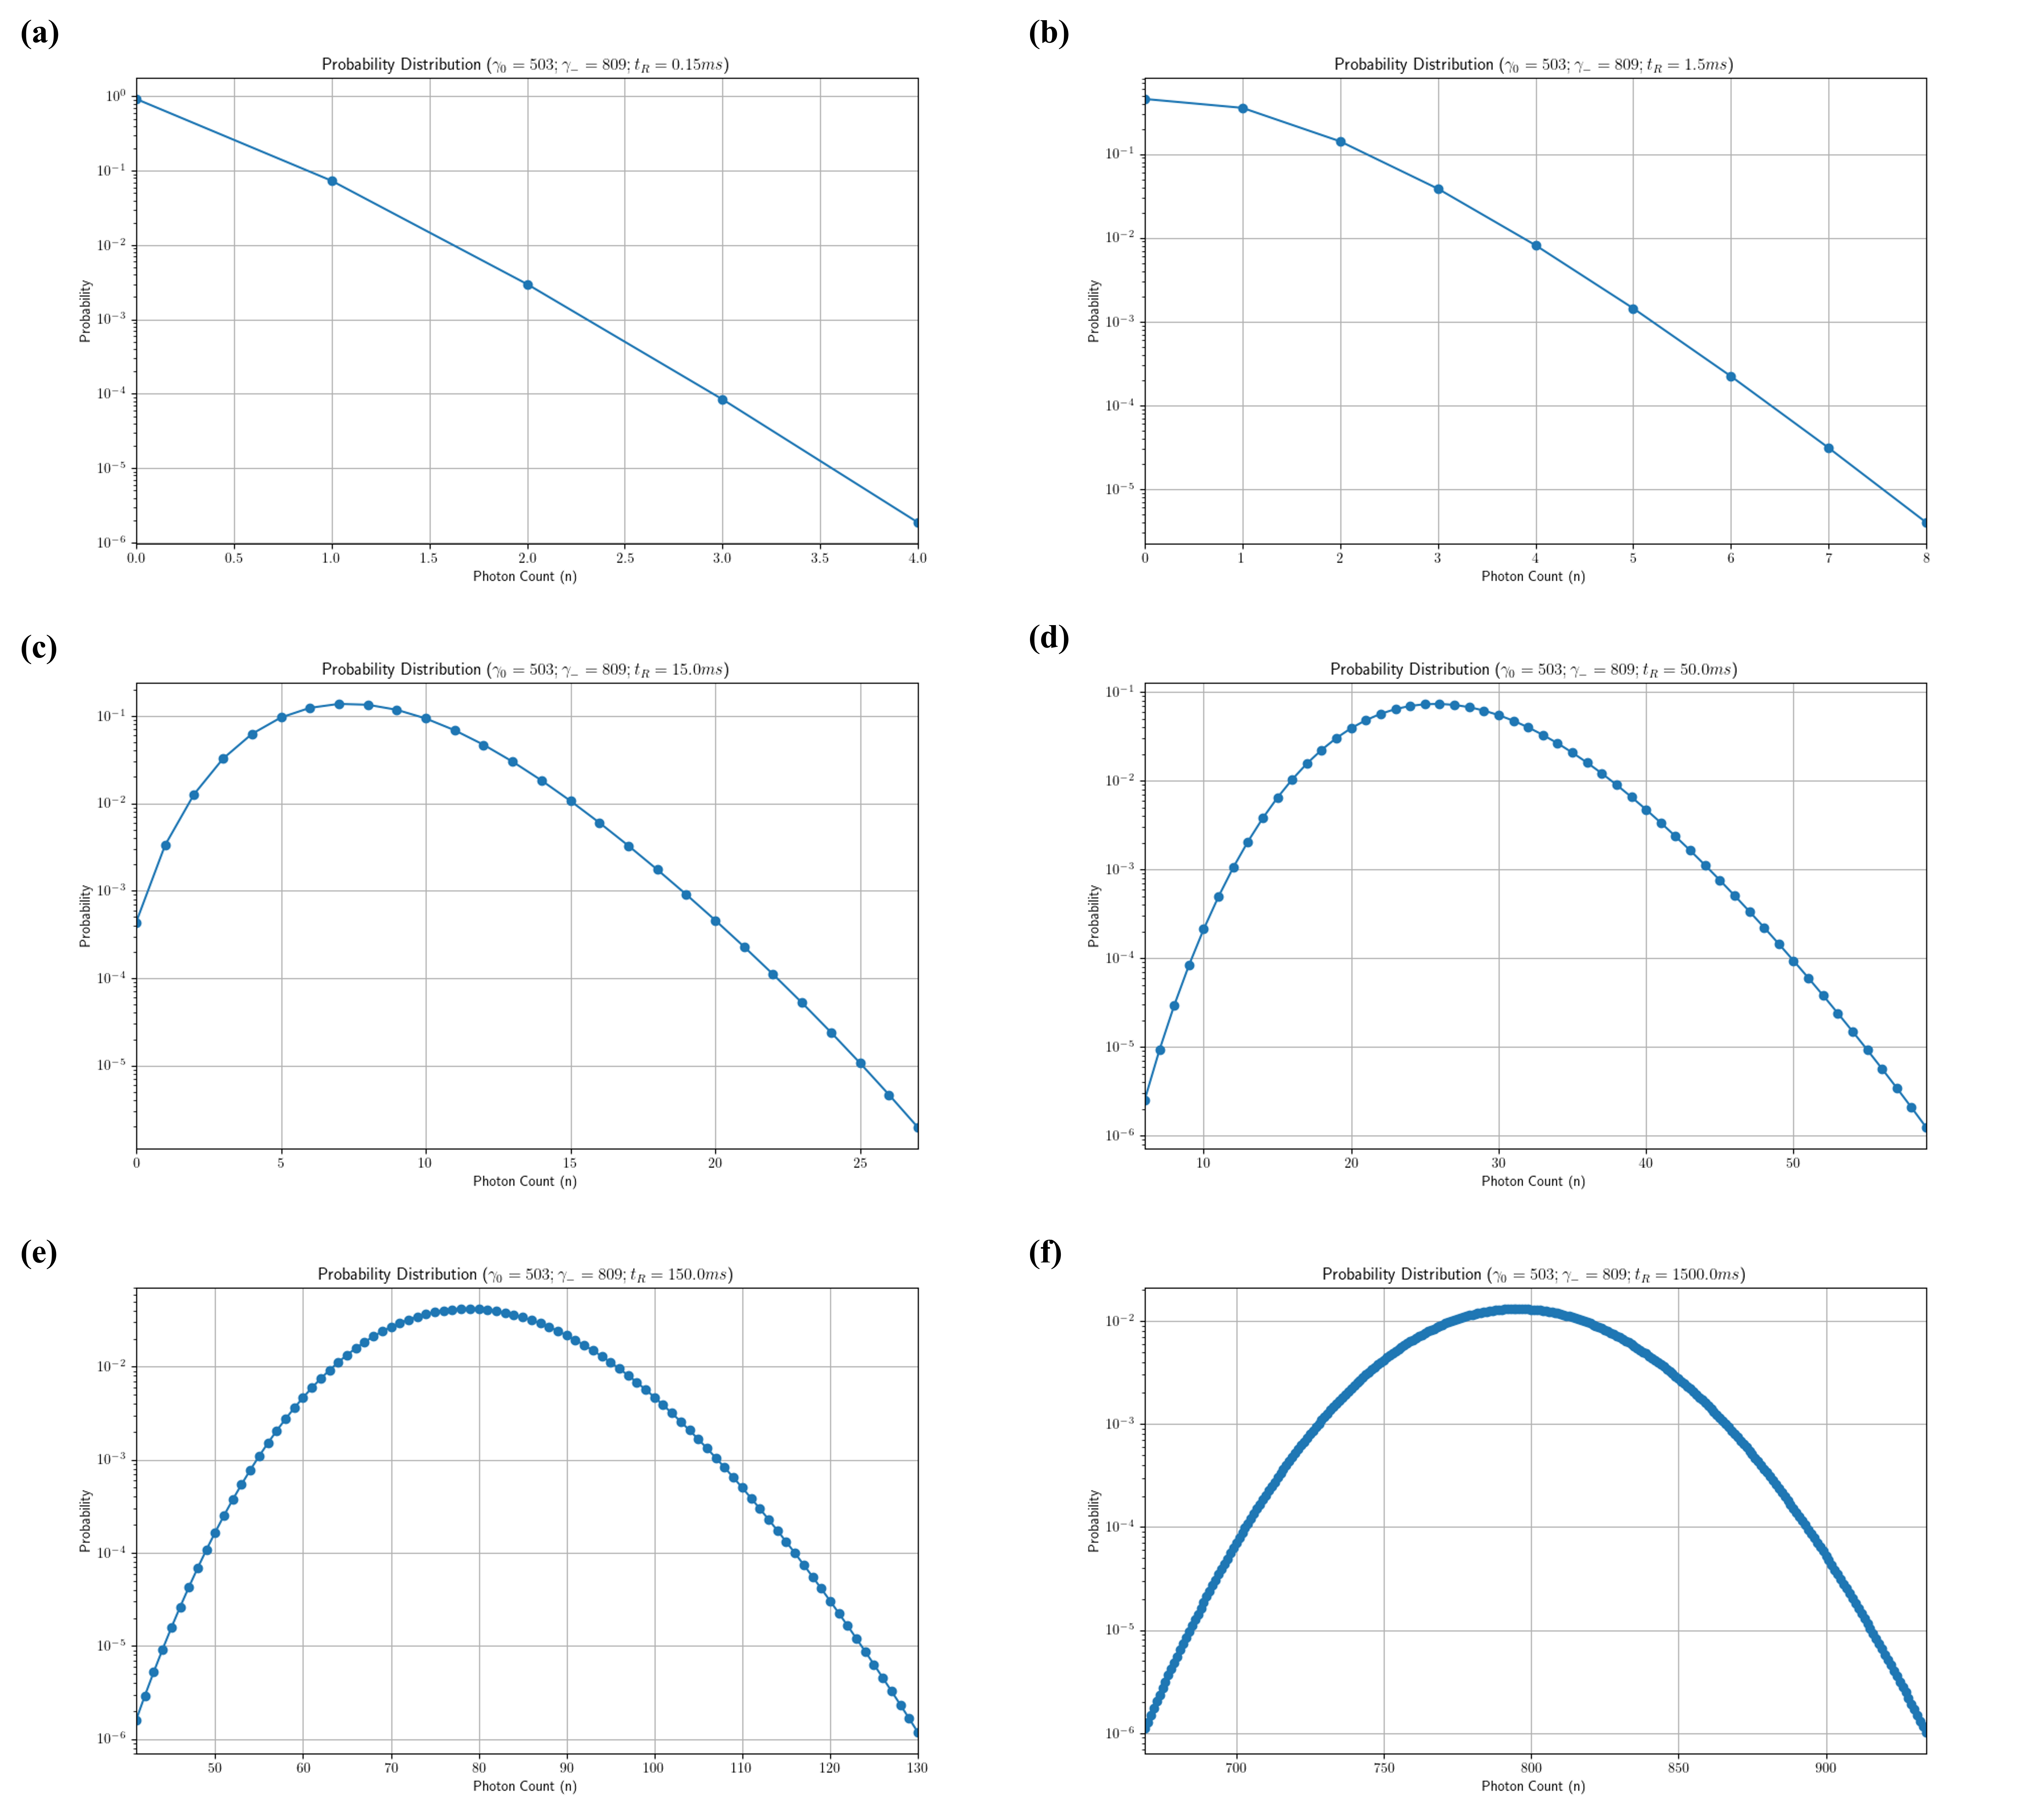 (a)
Probability Distribution (γ₀ = 503; γ₋ = 809; t_R = 0.15ms)
10⁰
10⁻¹
10⁻²
10⁻³
10⁻⁴
10⁻⁵
10⁻⁶
Probability
0.0 0.5 1.0 1.5 2.0 2.5 3.0 3.5 4.0
Photon Count (n)
(b)
Probability Distribution (γ₀ = 503; γ₋ = 809; t_R = 1.5ms)
10⁻¹
10⁻²
10⁻³
10⁻⁴
10⁻⁵
Probability
0 1 2 3 4 5 6 7 8
Photon Count (n)
(c)
Probability Distribution (γ₀ = 503; γ₋ = 809; t_R = 15.0ms)
10⁻¹
10⁻²
10⁻³
10⁻⁴
10⁻⁵
Probability
0 5 10 15 20 25
Photon Count (n)
(d)
Probability Distribution (γ₀ = 503; γ₋ = 809; t_R = 50.0ms)
10⁻¹
10⁻²
10⁻³
10⁻⁴
10⁻⁵
10⁻⁶
Probability
10 20 30 40 50
Photon Count (n)
(e)
Probability Distribution (γ₀ = 503; γ₋ = 809; t_R = 150.0ms)
10⁻²
10⁻³
10⁻⁴
10⁻⁵
10⁻⁶
Probability
50 60 70 80 90 100 110 120 130
Photon Count (n)
(f)
Probability Distribution (γ₀ = 503; γ₋ = 809; t_R = 1500.0ms)
10⁻²
10⁻³
10⁻⁴
10⁻⁵
10⁻⁶
Probability
700 750 800 850 900
Photon Count (n)